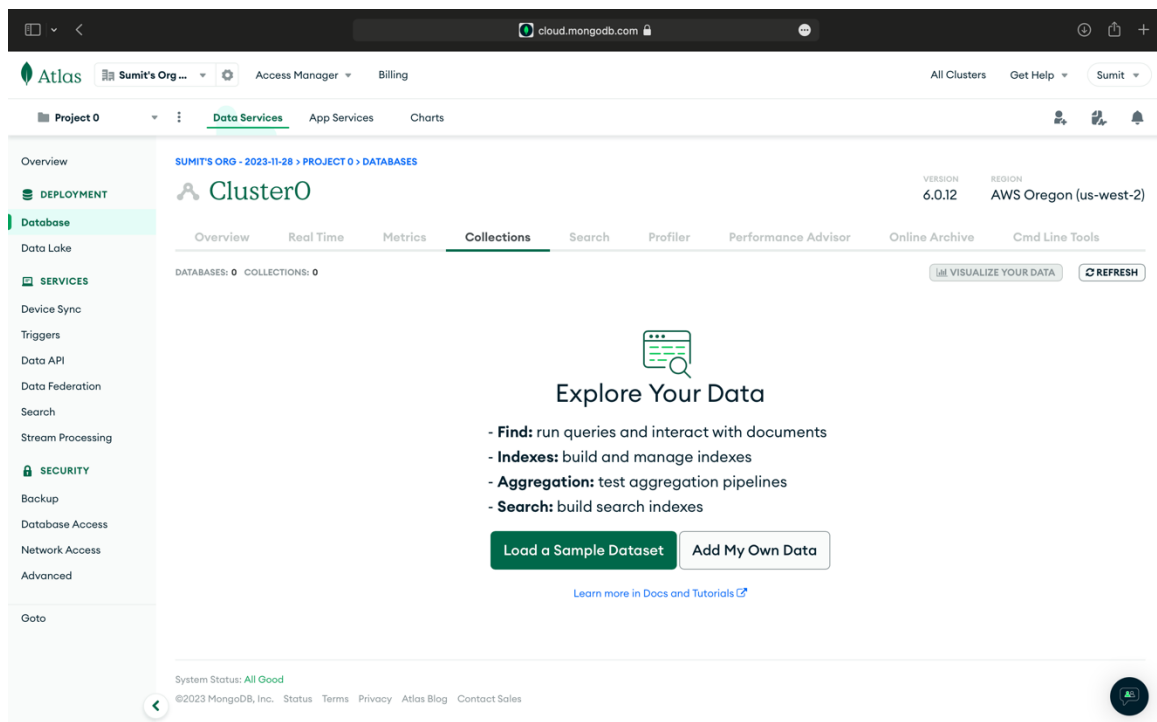 cloud.mongodb.com
Atlas Sumit's Org ... Access Manager Billing All Clusters Get Help Sumit
Project 0 Data Services App Services Charts
Overview
DEPLOYMENT
Database
Data Lake
SERVICES
Device Sync
Triggers
Data API
Data Federation
Search
Stream Processing
SECURITY
Backup
Database Access
Network Access
Advanced
Goto
SUMIT'S ORG - 2023-11-28 > PROJECT 0 > DATABASES
Cluster0
VERSION
6.0.12
REGION
AWS Oregon (us-west-2)
Overview Real Time Metrics Collections Search Profiler Performance Advisor Online Archive Cmd Line Tools
DATABASES: 0 COLLECTIONS: 0 VISUALIZE YOUR DATA REFRESH
Explore Your Data
- Find: run queries and interact with documents
- Indexes: build and manage indexes
- Aggregation: test aggregation pipelines
- Search: build search indexes
Load a Sample Dataset Add My Own Data
Learn more in Docs and Tutorials
System Status: All Good
©2023 MongoDB, Inc. Status Terms Privacy Atlas Blog Contact Sales